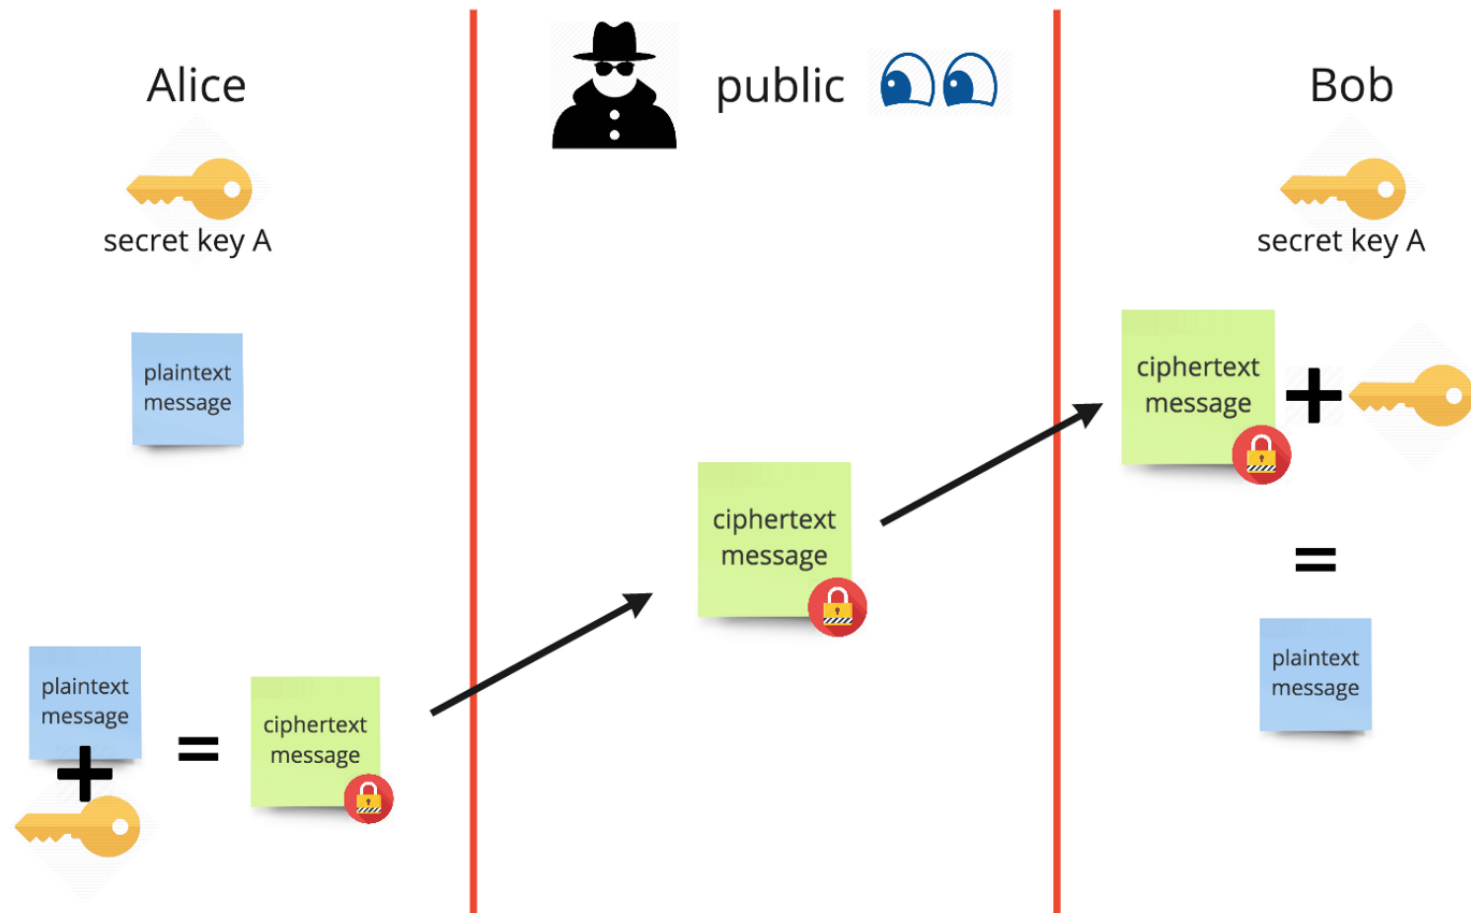 Alice
public
Bob
secret key A
secret key A
plaintext
message
ciphertext
message
ciphertext
message
plaintext
message
ciphertext
message
plaintext
message